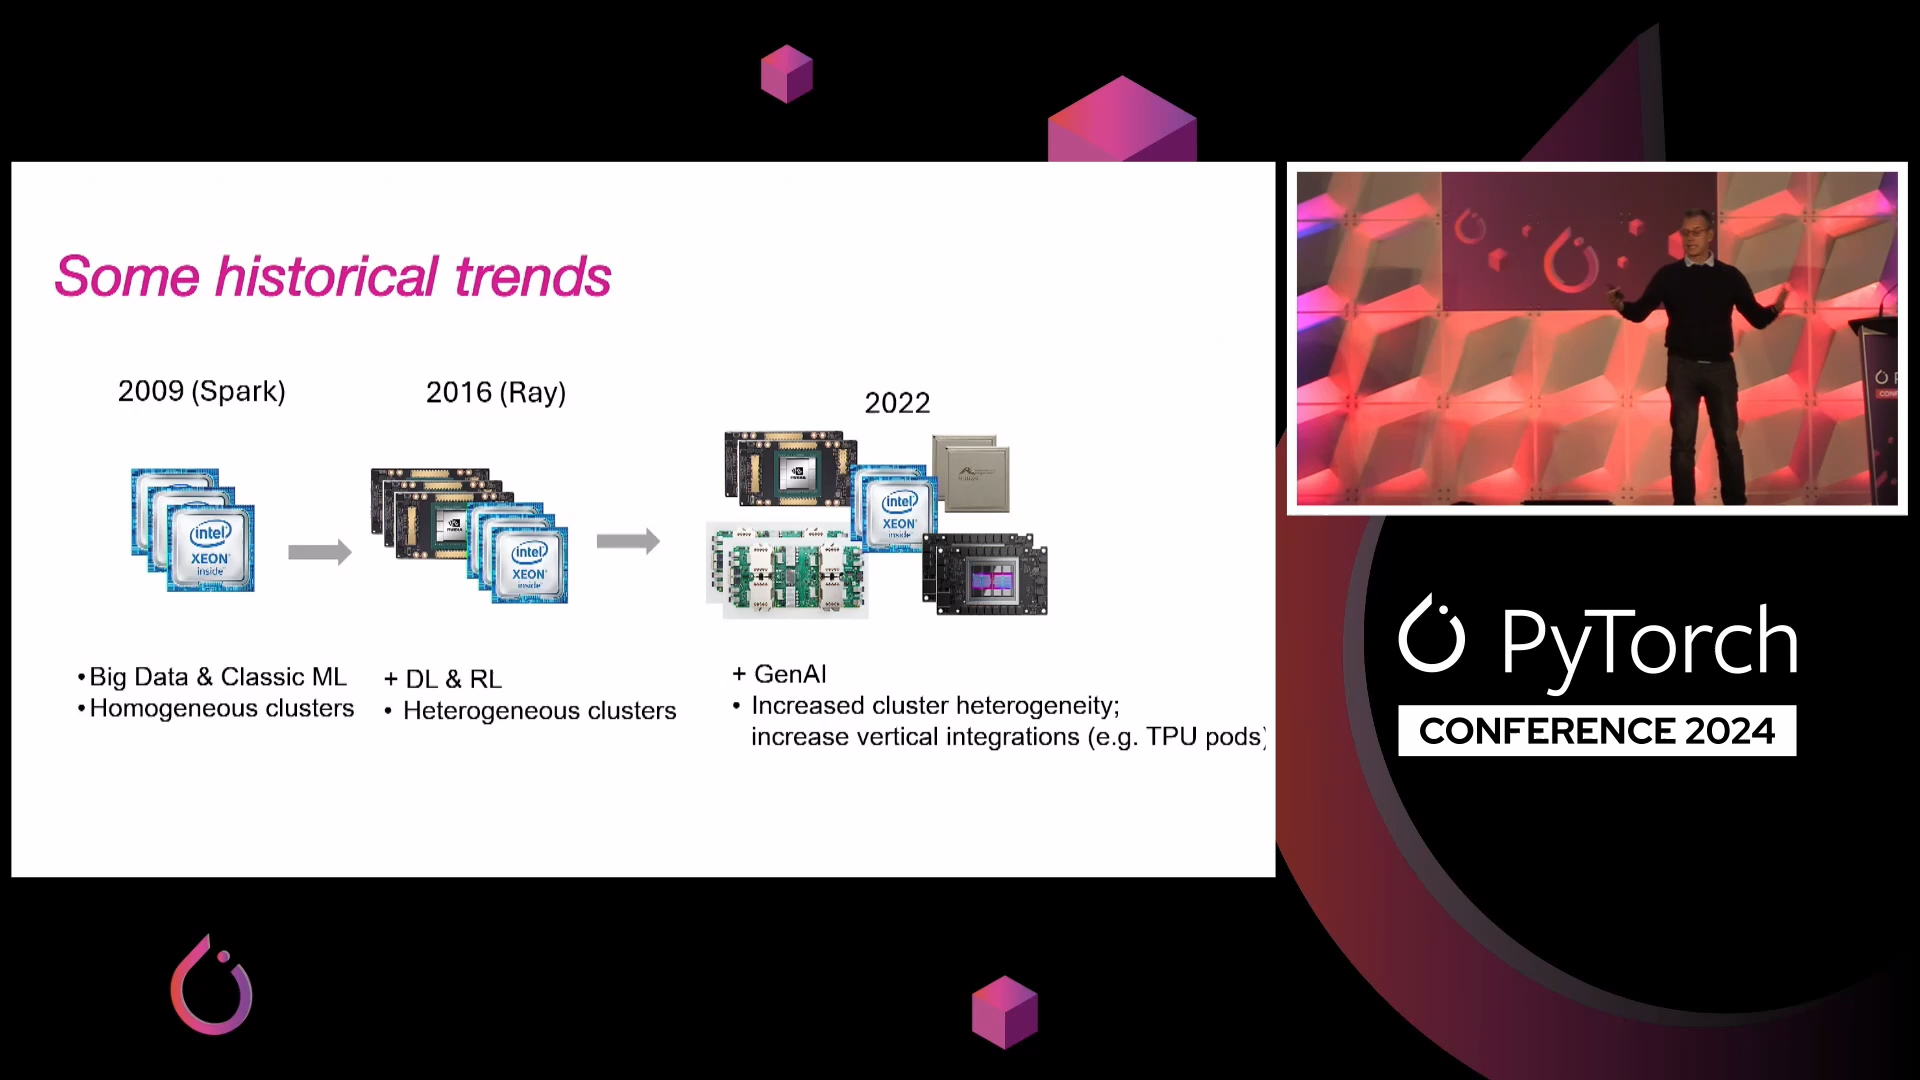 Some historical trends
2009 (Spark)
2016 (Ray)
2022
intel
XEON
inside
intel
XEON
inside
intel
XEON
•Big Data & Classic ML
•Homogeneous clusters
+ DL & RL
• Heterogeneous clusters
+ GenAI
• Increased cluster heterogeneity;
increase vertical integrations (e.g. TPU pods)
PyTorch
CONFERENCE 2024